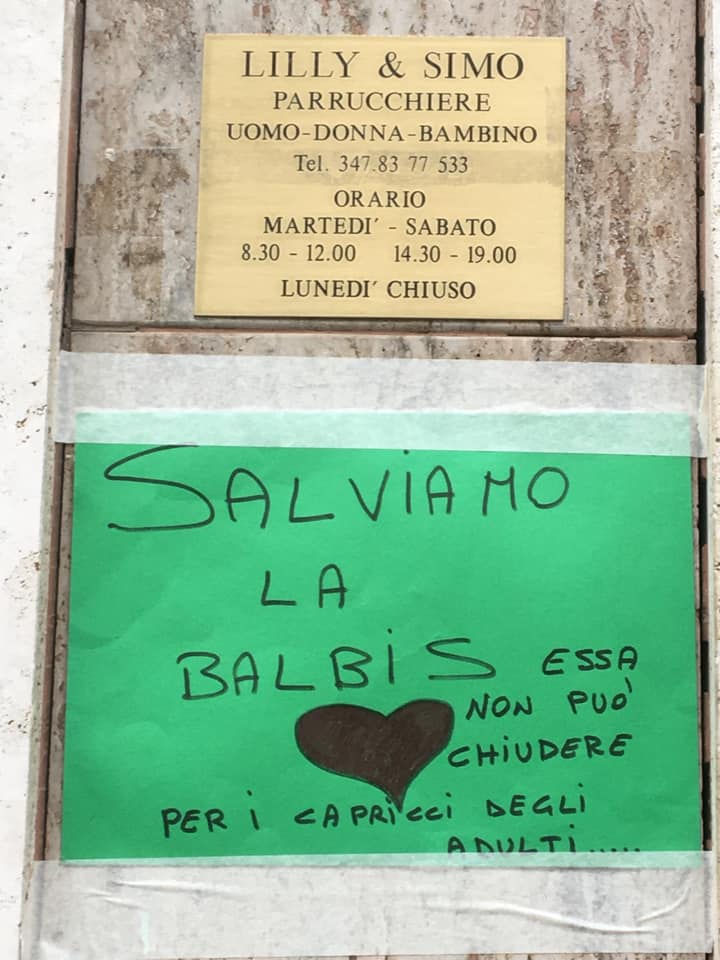 LILLY & SIMO
PARRUCCHIERE
UOMO-DONNA-BAMBINO
Tel. 347.83 77 533
ORARIO
MARTEDI´ - SABATO
8.30 - 12.00 14.30 - 19.00
LUNEDI´ CHIUSO
SALViAMO
LA
BALBiS ESSA
NON PUO'
CHiUDERE
PER i CAPRiCCi DEGLi
ADULTi.....